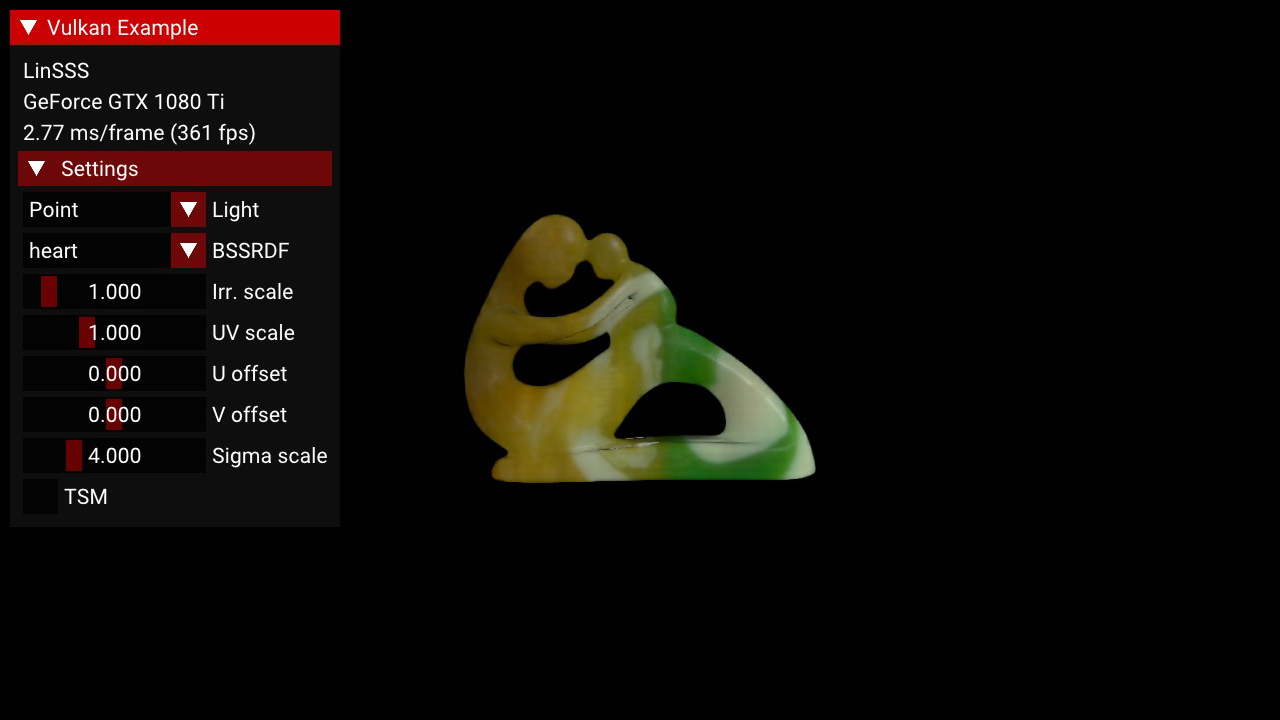 Vulkan Example
LinSSS
GeForce GTX 1080 Ti
2.77 ms/frame (361 fps)
Settings
Point Light
heart BSSRDF
1.000 Irr. scale
1.000 UV scale
0.000 U offset
0.000 V offset
4.000 Sigma scale
TSM